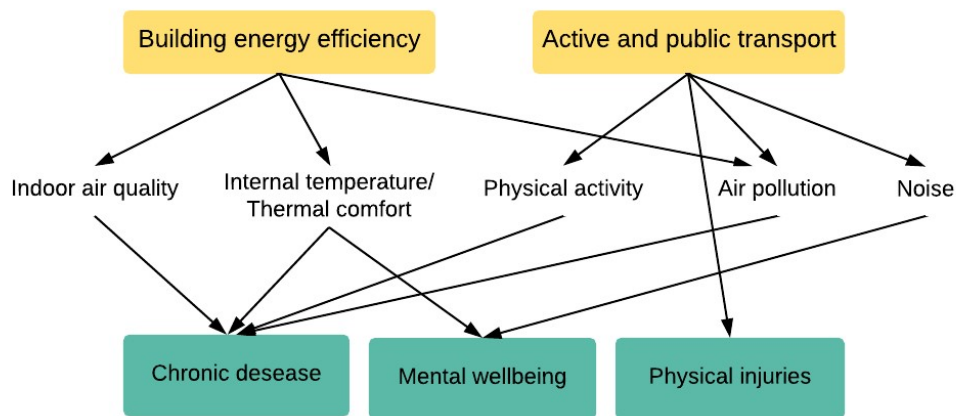 Building energy efficiency
Active and public transport
Indoor air quality
Internal temperature/
Thermal comfort
Physical activity
Air pollution
Noise
Chronic desease
Mental wellbeing
Physical injuries